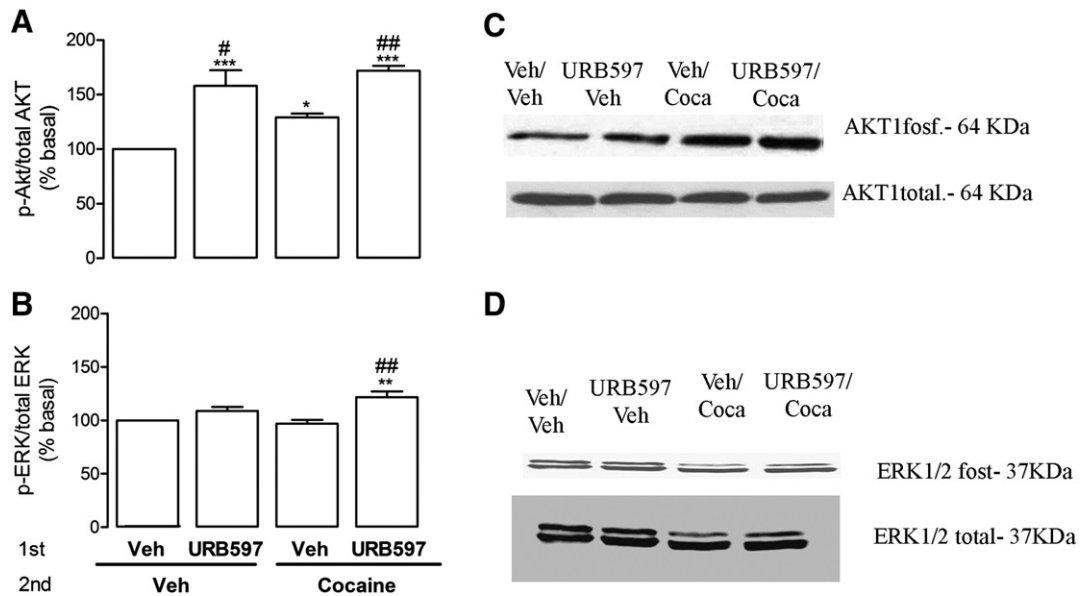 A
200
150
100
50
0
p-Akt/total AKT
(% basal)
#
***
*
##
***
B
200
150
100
50
0
p-ERK/total ERK
(% basal)
##
**
1st Veh URB597 Veh URB597
2nd Veh Cocaine
C
Veh/ URB597 Veh/ URB597/
Veh Veh Coca Coca
AKT1fosf.- 64 KDa
AKT1total.- 64 KDa
D
Veh/ URB597 Veh/ URB597/
Veh Veh Coca Coca
ERK1/2 fost- 37KDa
ERK1/2 total- 37KDa